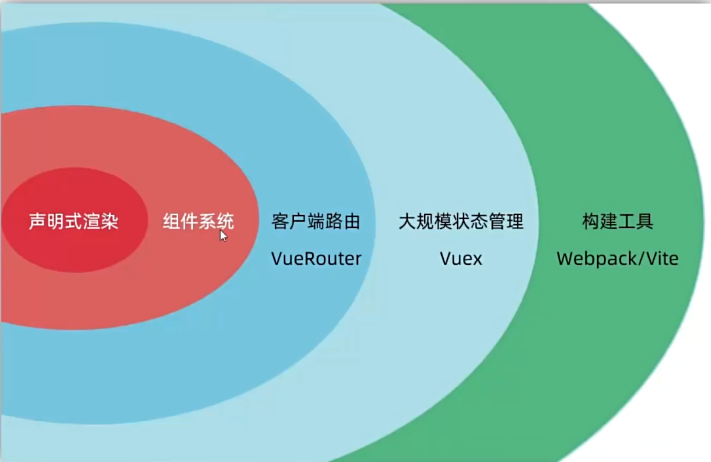 声明式渲染
组件系统
客户端路由
VueRouter
大规模状态管理
Vuex
构建工具
Webpack/Vite